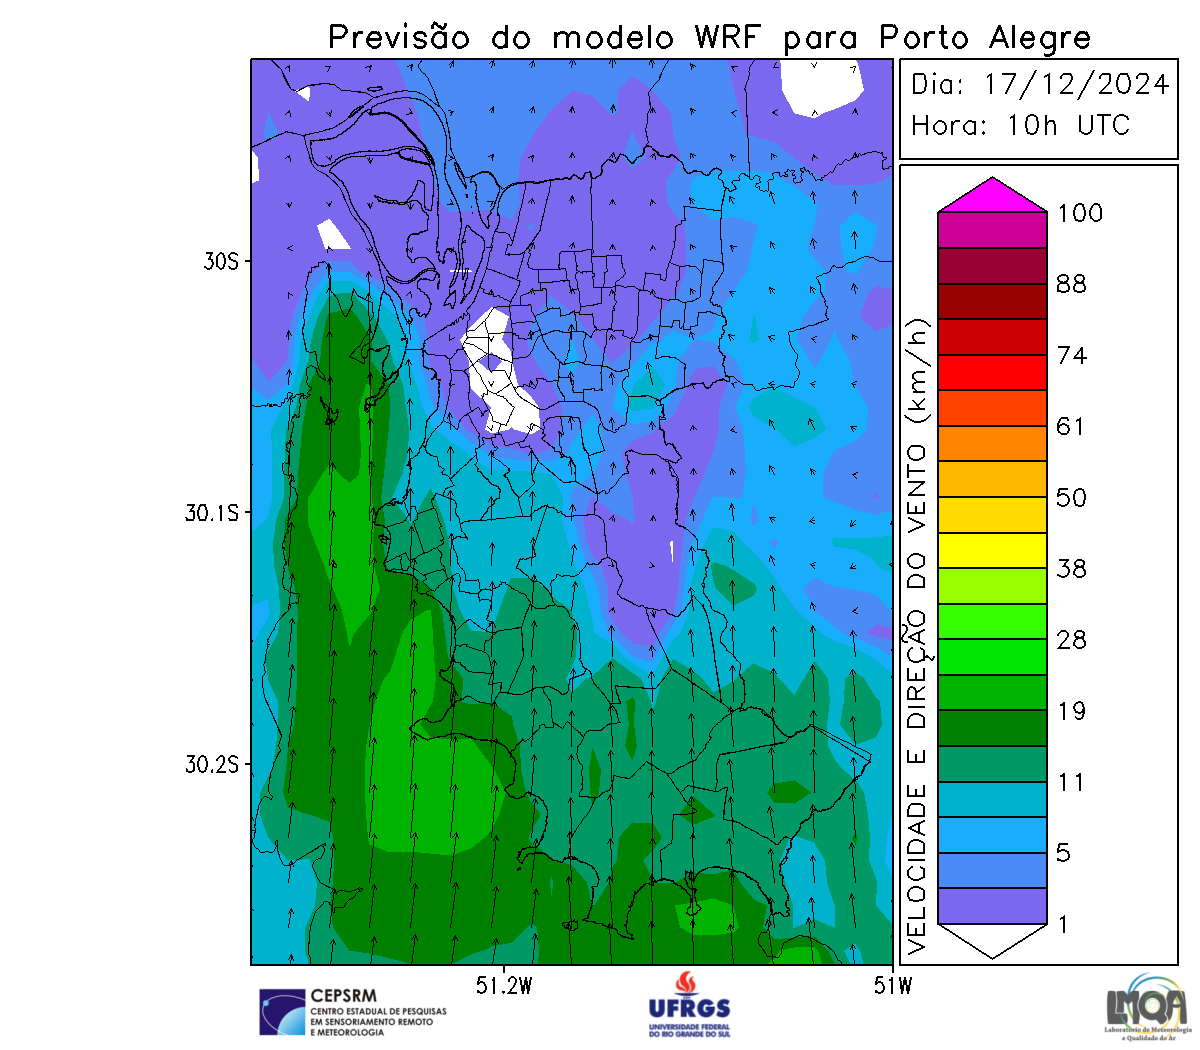 Previsão do modelo WRF para Porto Alegre
Dia: 17/12/2024
Hora: 10h UTC
100
88
74
61
50
38
28
19
11
5
1
VELOCIDADE E DIREÇÃO DO VENTO (km/h)
30S
30.1S
30.2S
51.2W
51W
CEPSRM
CENTRO ESTADUAL DE PESQUISAS
EM SENSORIAMENTO REMOTO
E METEOROLOGIA
UFRGS
UNIVERSIDADE FEDERAL
DO RIO GRANDE DO SUL
LMQA
Laboratório de Meteorologia
e Qualidade do Ar